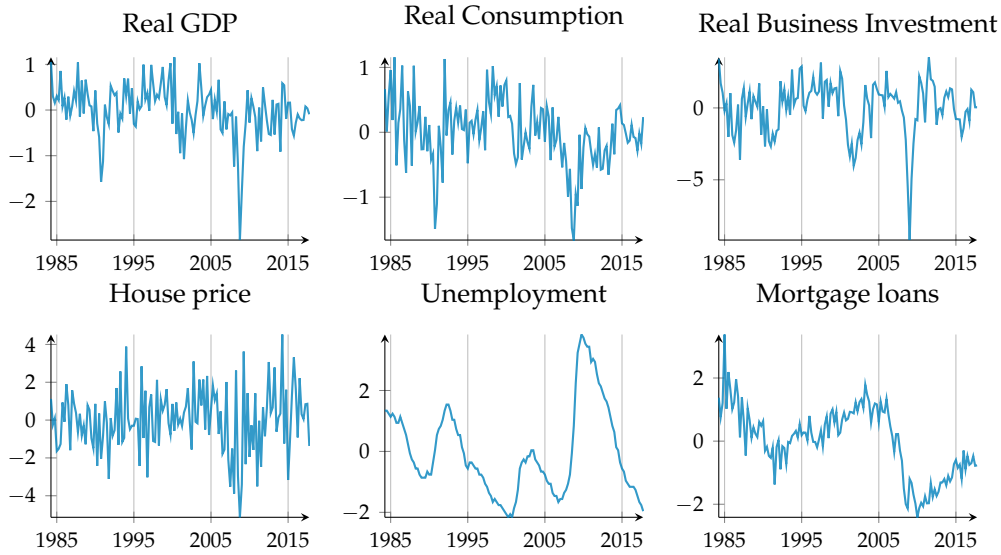 Real GDP
Real Consumption
Real Business Investment
1
0
−1
−2
1985 1995 2005 2015
1
0
−1
1985 1995 2005 2015
0
−5
1985 1995 2005 2015
House price
Unemployment
Mortgage loans
4
2
0
−2
−4
1985 1995 2005 2015
2
0
−2
1985 1995 2005 2015
2
0
−2
1985 1995 2005 2015